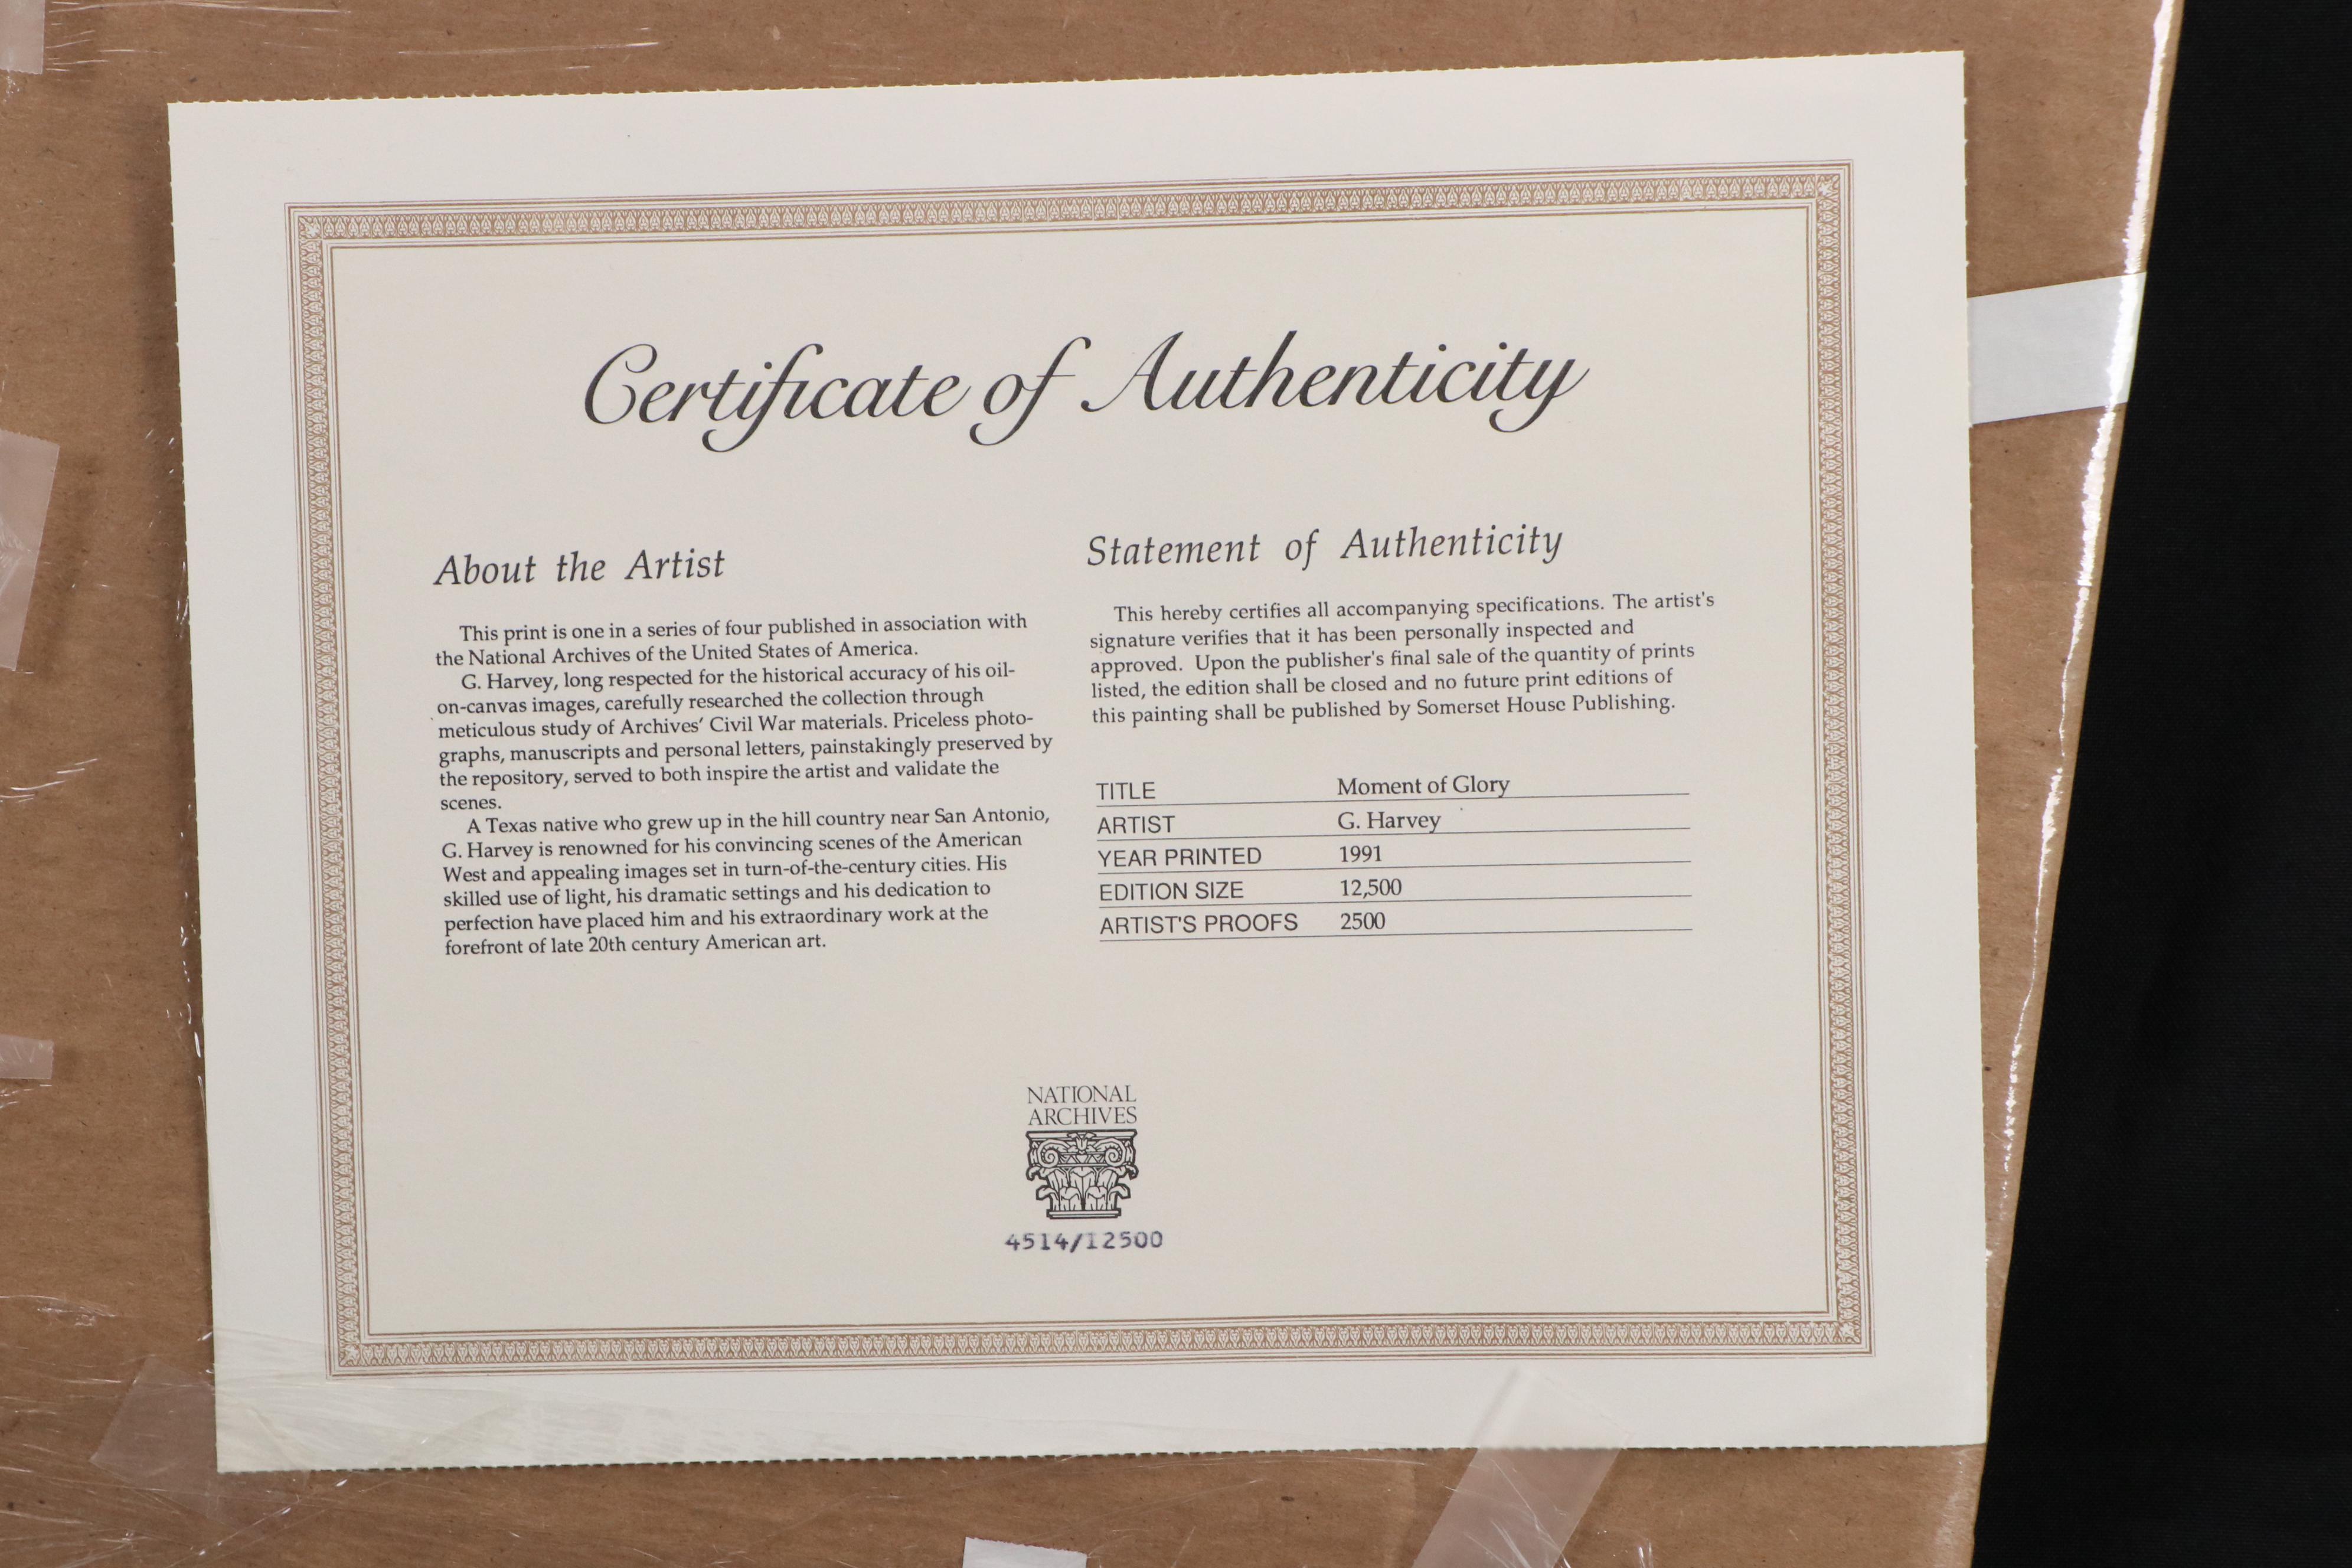 Certificate of Authenticity
About the Artist
This print is one in a series of four published in association with
the National Archives of the United States of America.
G. Harvey, long respected for the historical accuracy of his oil-
on-canvas images, carefully researched the collection through
meticulous study of Archives' Civil War materials. Priceless photo-
graphs, manuscripts and personal letters, painstakingly preserved by
the repository, served to both inspire the artist and validate the
scenes.
A Texas native who grew up in the hill country near San Antonio,
G. Harvey is renowned for his convincing scenes of the American
West and appealing images set in turn-of-the-century cities. His
skilled use of light, his dramatic settings and his dedication to
perfection have placed him and his extraordinary work at the
forefront of late 20th century American art.
Statement of Authenticity
This hereby certifies all accompanying specifications. The artist's
signature verifies that it has been personally inspected and
approved. Upon the publisher's final sale of the quantity of prints
listed, the edition shall be closed and no future print editions of
this painting shall be published by Somerset House Publishing.
TITLE Moment of Glory
ARTIST G. Harvey
YEAR PRINTED 1991
EDITION SIZE 12,500
ARTIST'S PROOFS 2500
NATIONAL
ARCHIVES
4514/12500